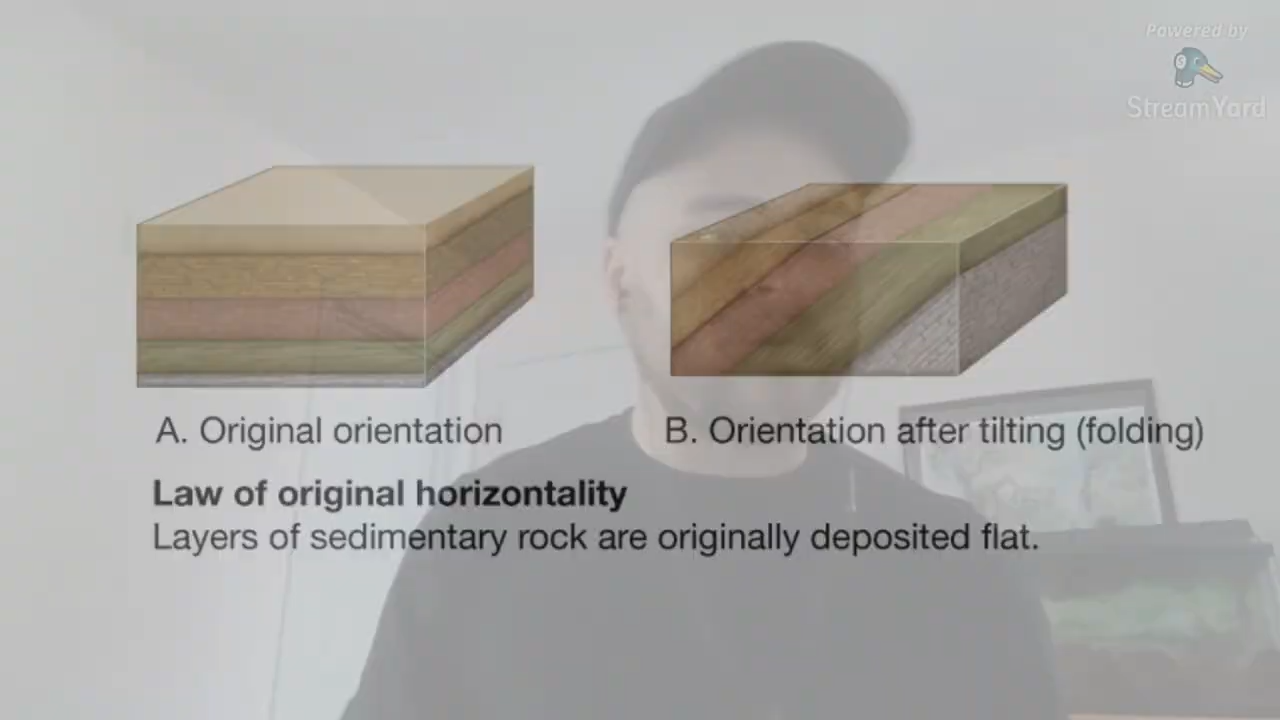 Powered by
StreamYard
A. Original orientation
B. Orientation after tilting (folding)
Law of original horizontality
Layers of sedimentary rock are originally deposited flat.